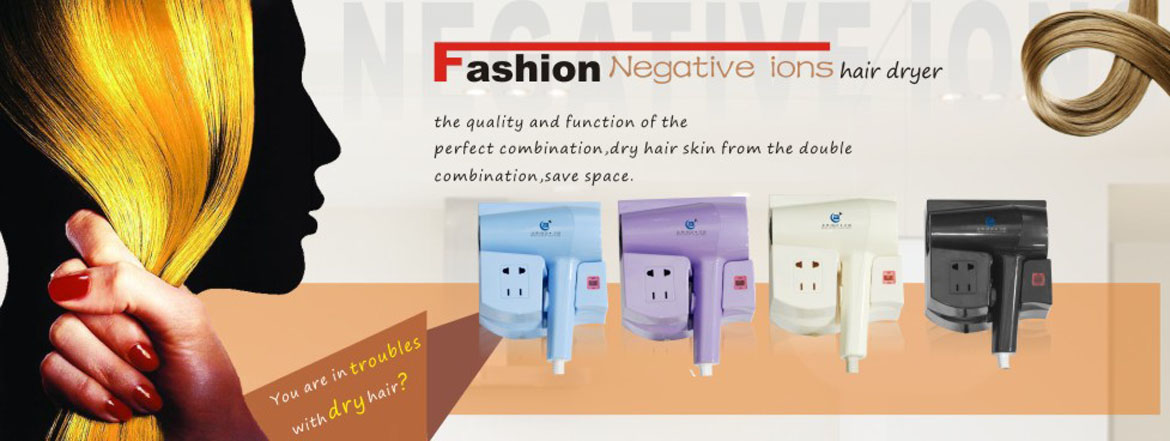 NEGATIVE IONS
Fashion Negative ions hair dryer
the quality and function of the
perfect combination,dry hair skin from the double
combination,save space.
You are in troubles
with dry hair?